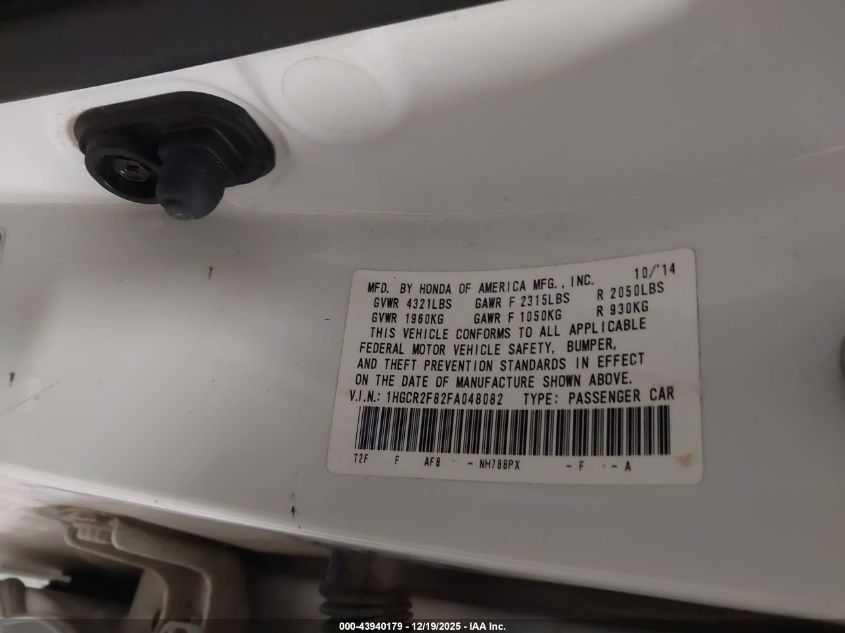 MFD. BY HONDA OF AMERICA MFG., INC. 10/'14
GVWR 4321LBS GAWR F 2315LBS R 2050LBS
GVWR 1960KG GAWR F 1050KG R 930KG
THIS VEHICLE CONFORMS TO ALL APPLICABLE
FEDERAL MOTOR VEHICLE SAFETY, BUMPER,
AND THEFT PREVENTION STANDARDS IN EFFECT
ON THE DATE OF MANUFACTURE SHOWN ABOVE.
V.I.N.: 1HGCR2F82FA048082 TYPE: PASSENGER CAR
T2F F AF8 - NH788PX - F - A
000-43940179 - 12/19/2025 - IAA Inc.